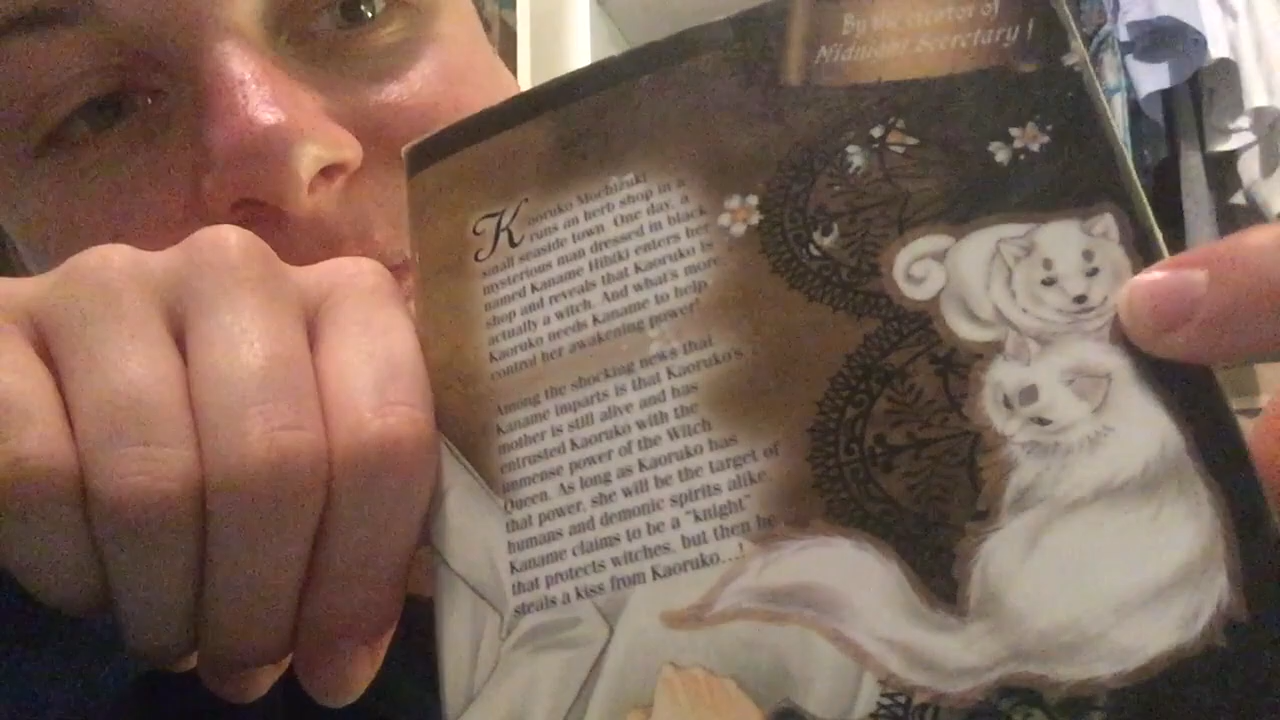 By the creator of
Midnight Secretary!
Kaoruko Mochizuki
runs an herb shop in a
small seaside town. One day, a
mysterious man dressed in black
named Kaname Hibiki enters her
shop and reveals that Kaoruko is
actually a witch. And what's more,
Kaoruko needs Kaname to help
control her awakening power!
Among the shocking news that
Kaname imparts is that Kaoruko's
mother is still alive and has
entrusted Kaoruko with the
immense power of the Witch
Queen. As long as Kaoruko has
that power, she will be the target of
humans and demonic spirits alike.
Kaname claims to be a "knight"
that protects witches, but then he
steals a kiss from Kaoruko...!